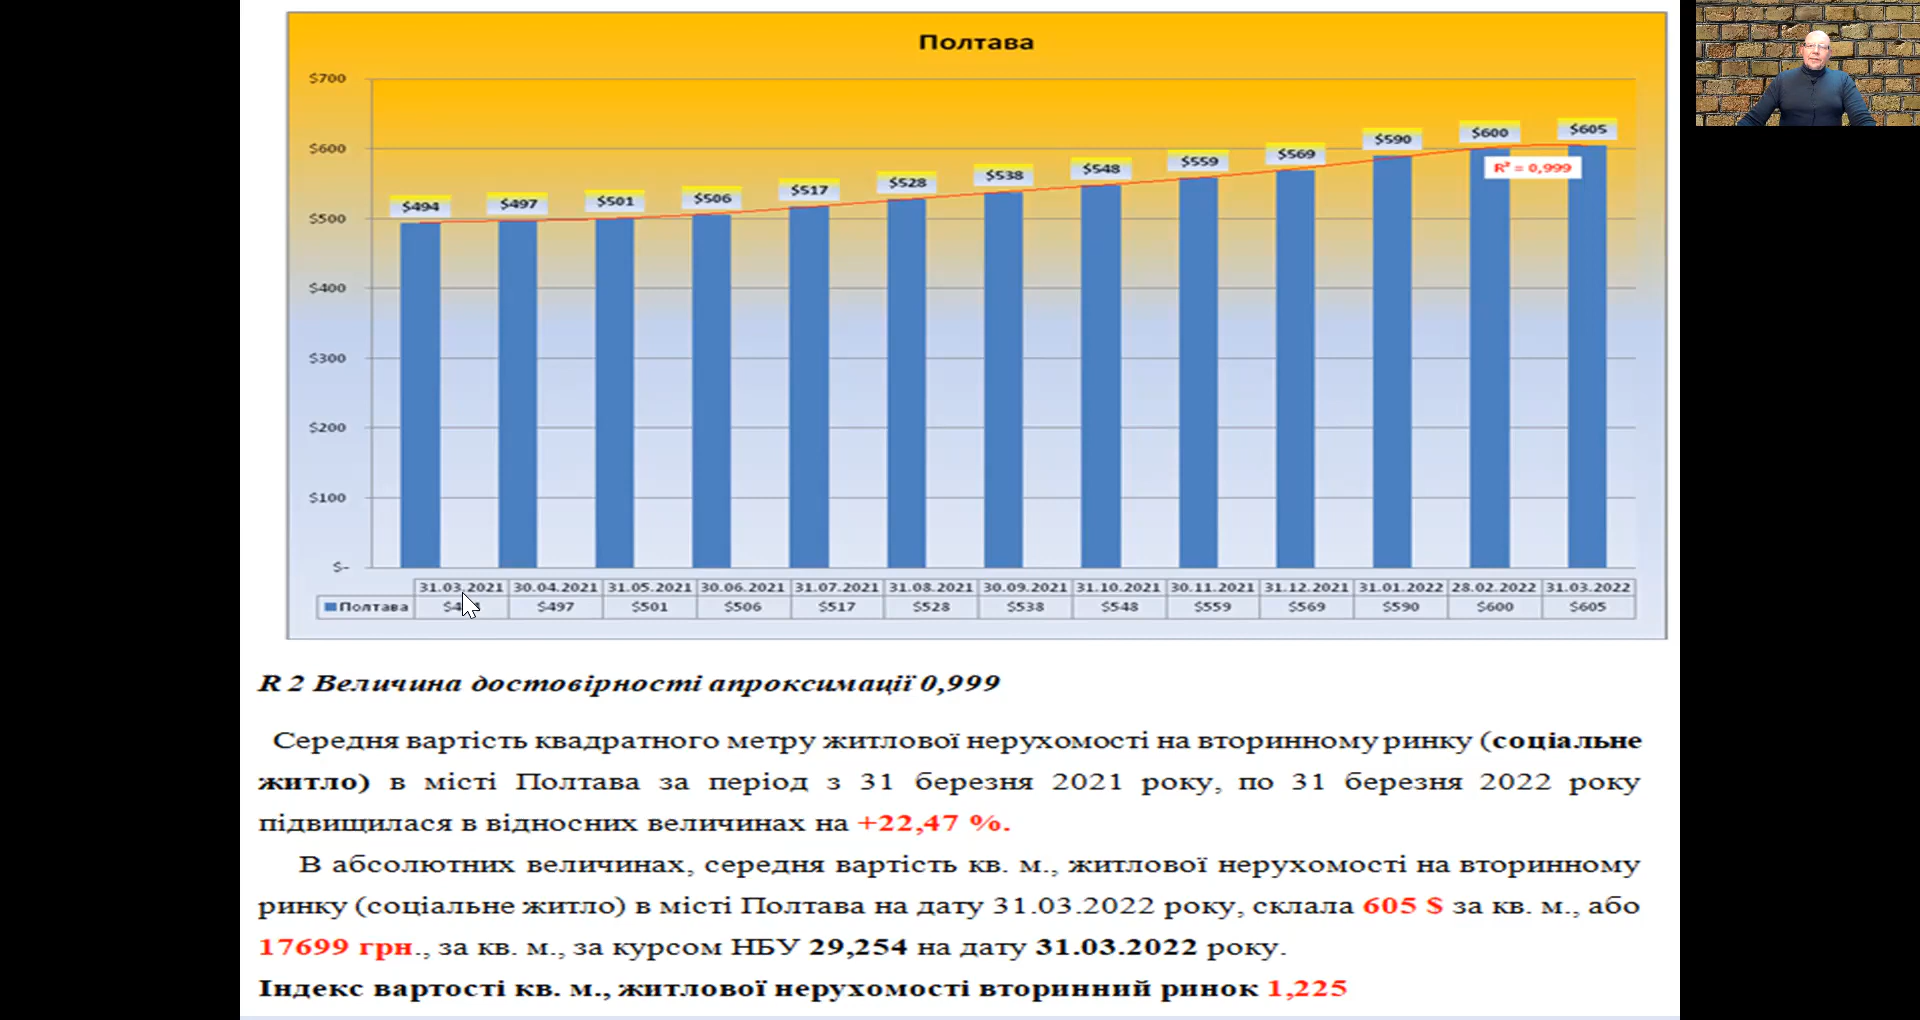 Полтава
$700
$600
$500
$400
$300
$200
$100
$-
$494 $497 $501 $506 $517 $528 $538 $548 $559 $569 $590 $600 $605
R² = 0,999
31.03.2021 30.04.2021 31.05.2021 30.06.2021 31.07.2021 31.08.2021 30.09.2021 31.10.2021 30.11.2021 31.12.2021 31.01.2022 28.02.2022 31.03.2022
Полтава $497 $501 $506 $517 $528 $538 $548 $559 $569 $590 $600 $605
R 2 Величина достовірності апроксимації 0,999
Середня вартість квадратного метру житлової нерухомості на вторинному ринку (соціальне
житло) в місті Полтава за період з 31 березня 2021 року, по 31 березня 2022 року
підвищилася в відносних величинах на +22,47 %.
В абсолютних величинах, середня вартість кв. м., житлової нерухомості на вторинному
ринку (соціальне житло) в місті Полтава на дату 31.03.2022 року, склала 605 $ за кв. м., або
17699 грн., за кв. м., за курсом НБУ 29,254 на дату 31.03.2022 року.
Індекс вартості кв. м., житлової нерухомості вторинний ринок 1,225